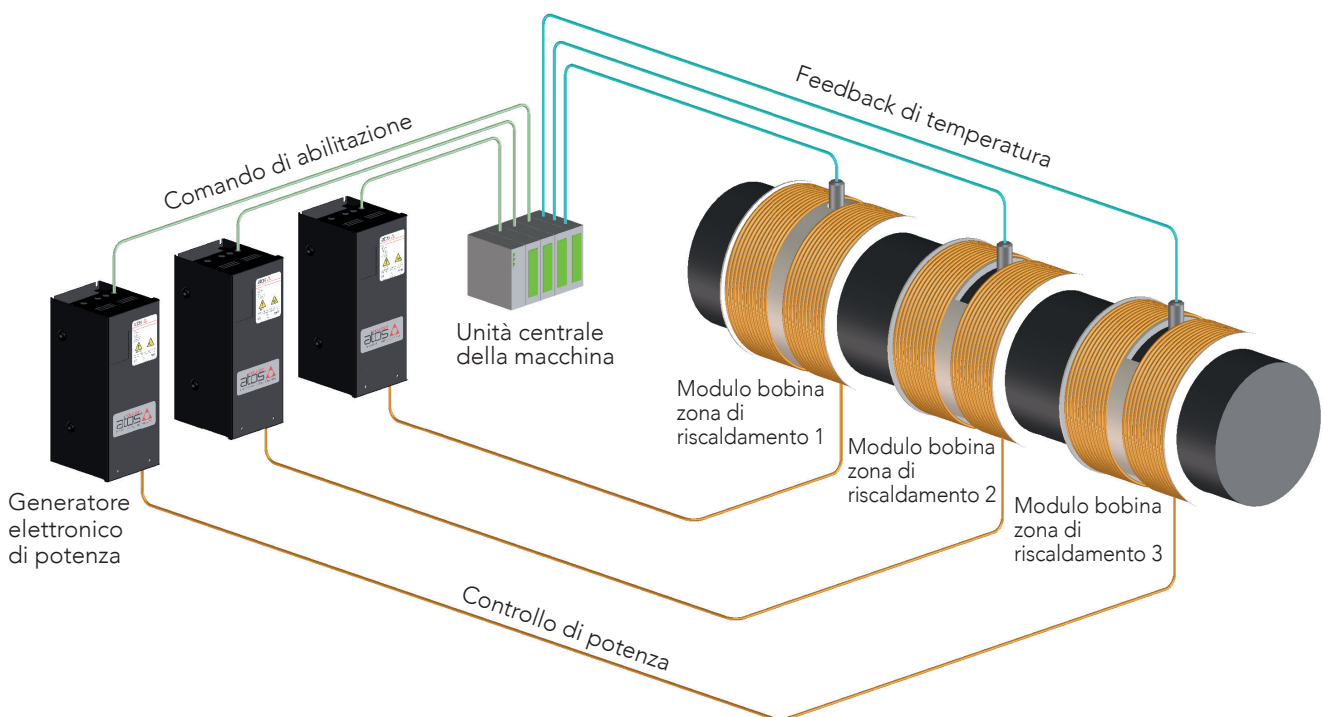 Feedback di temperatura
Comando di abilitazione
Unità centrale
della macchina
Modulo bobina
zona di
riscaldamento 1
Modulo bobina
zona di
riscaldamento 2
Modulo bobina
zona di
riscaldamento 3
Generatore
elettronico
di potenza
Controllo di potenza
atos
atos
atos